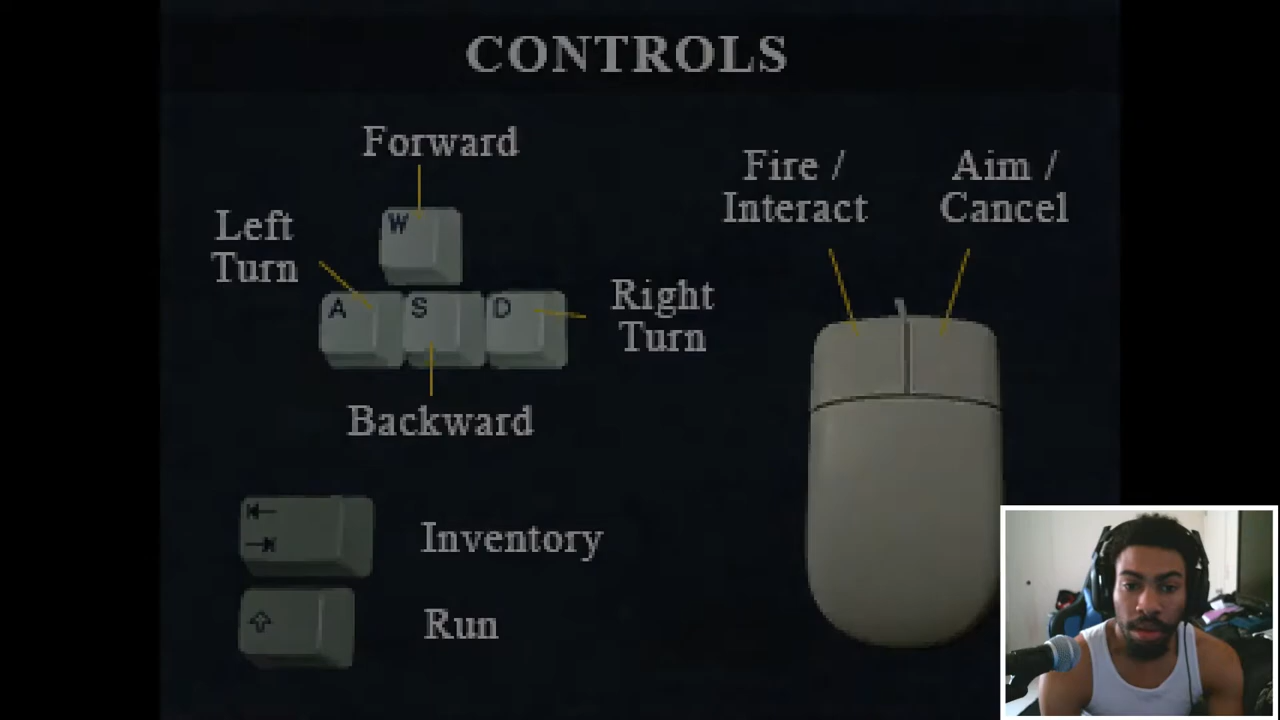 CONTROLS
Forward
Fire /
Interact
Aim /
Cancel
Left
Turn
W
A
S
D
Right
Turn
Backward
Inventory
Run